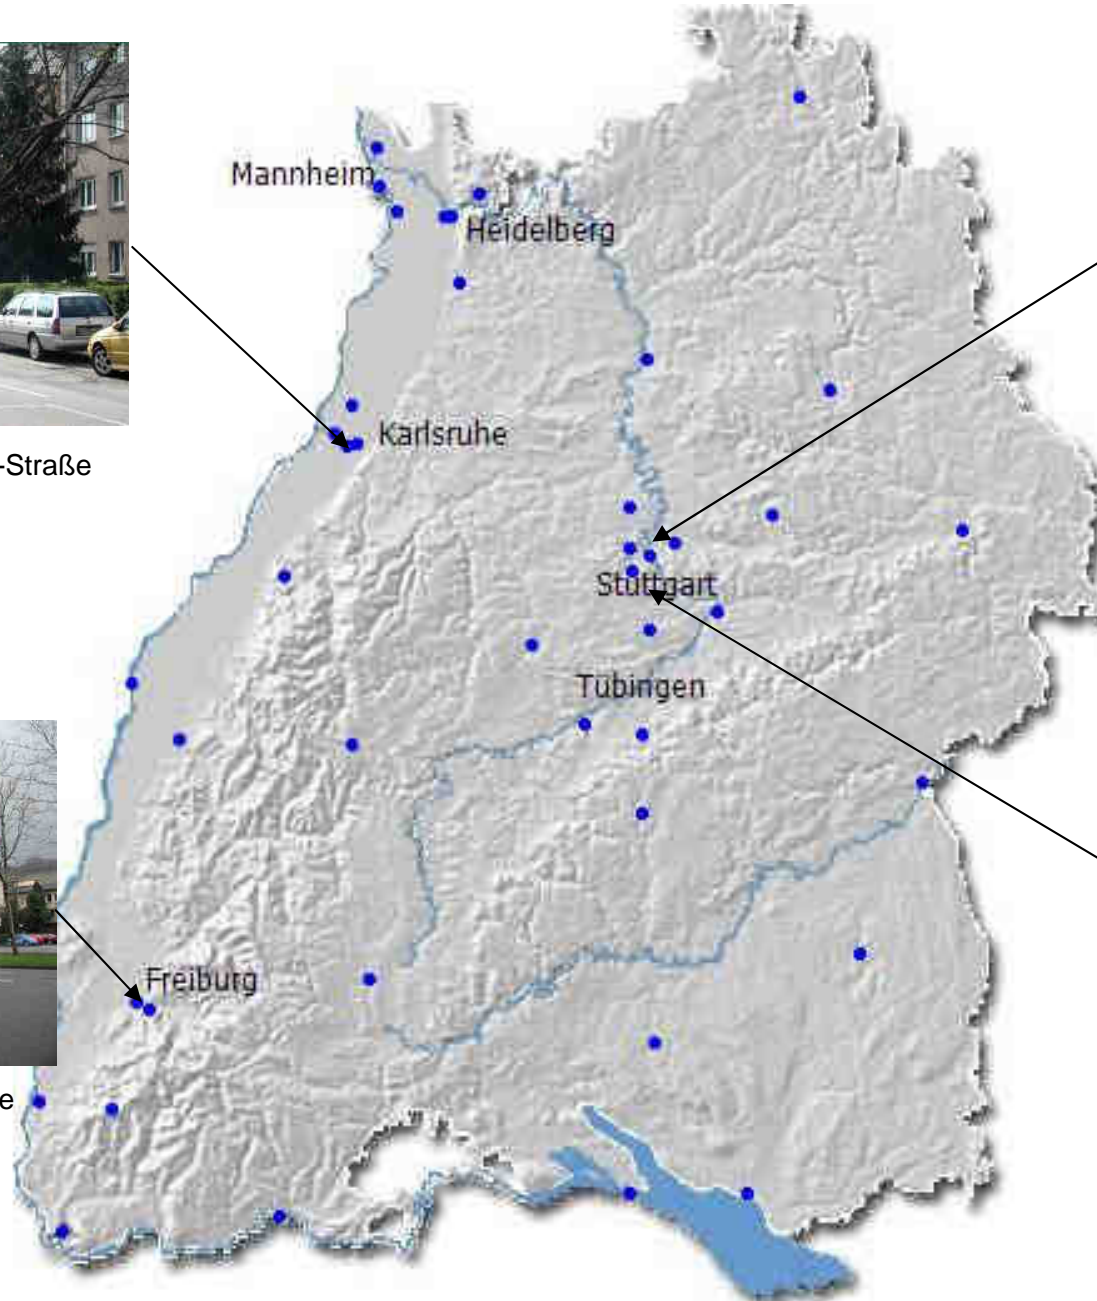 Mannheim
Heidelberg
Karlsruhe
-Straße
Stuttgart
Tübingen
Freiburg
e